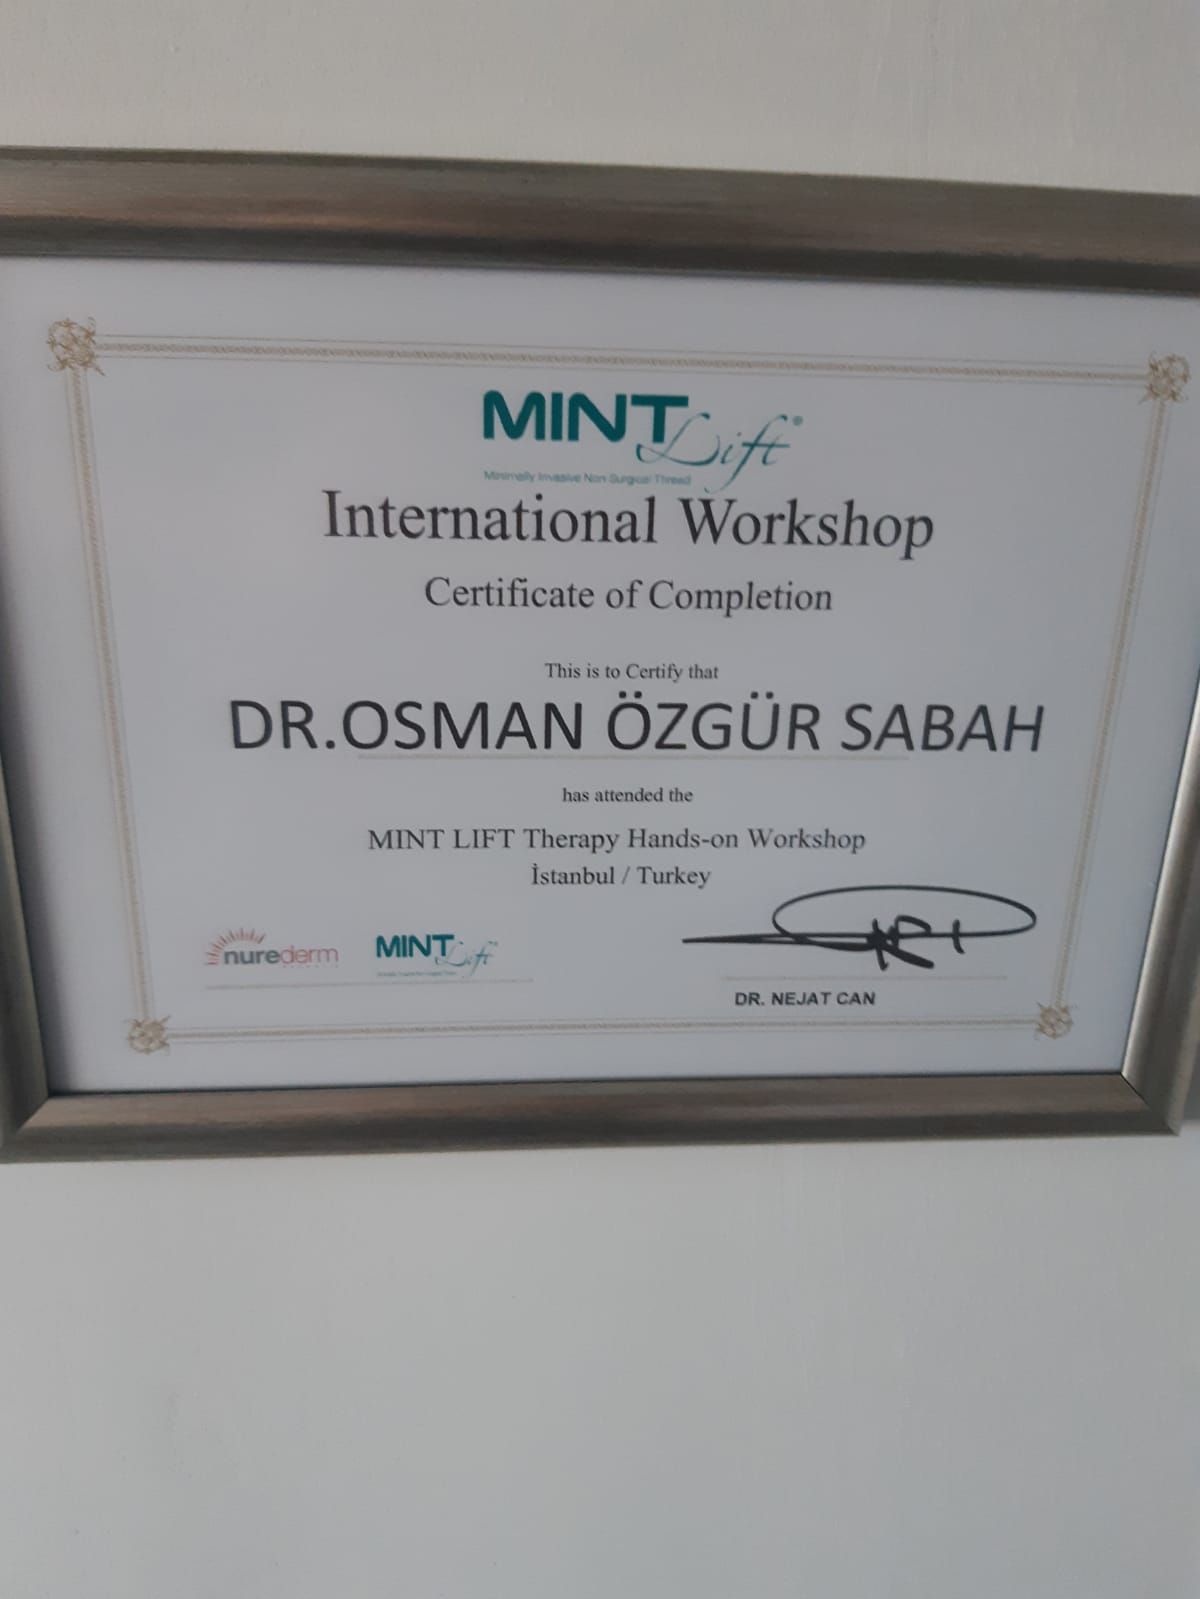 MINT Lift®
Minimally Invasive Non Surgical Thread
International Workshop
Certificate of Completion
This is to Certify that
DR.OSMAN ÖZGÜR SABAH
has attended the
MINT LIFT Therapy Hands-on Workshop
İstanbul / Turkey
nurederm MINT Lift
DR. NEJAT CAN